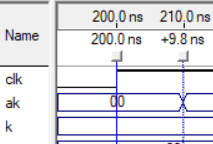 200.0 ns 210.0 ns
Name 200.0 ns +9.8 ns
clk
ak 00
k